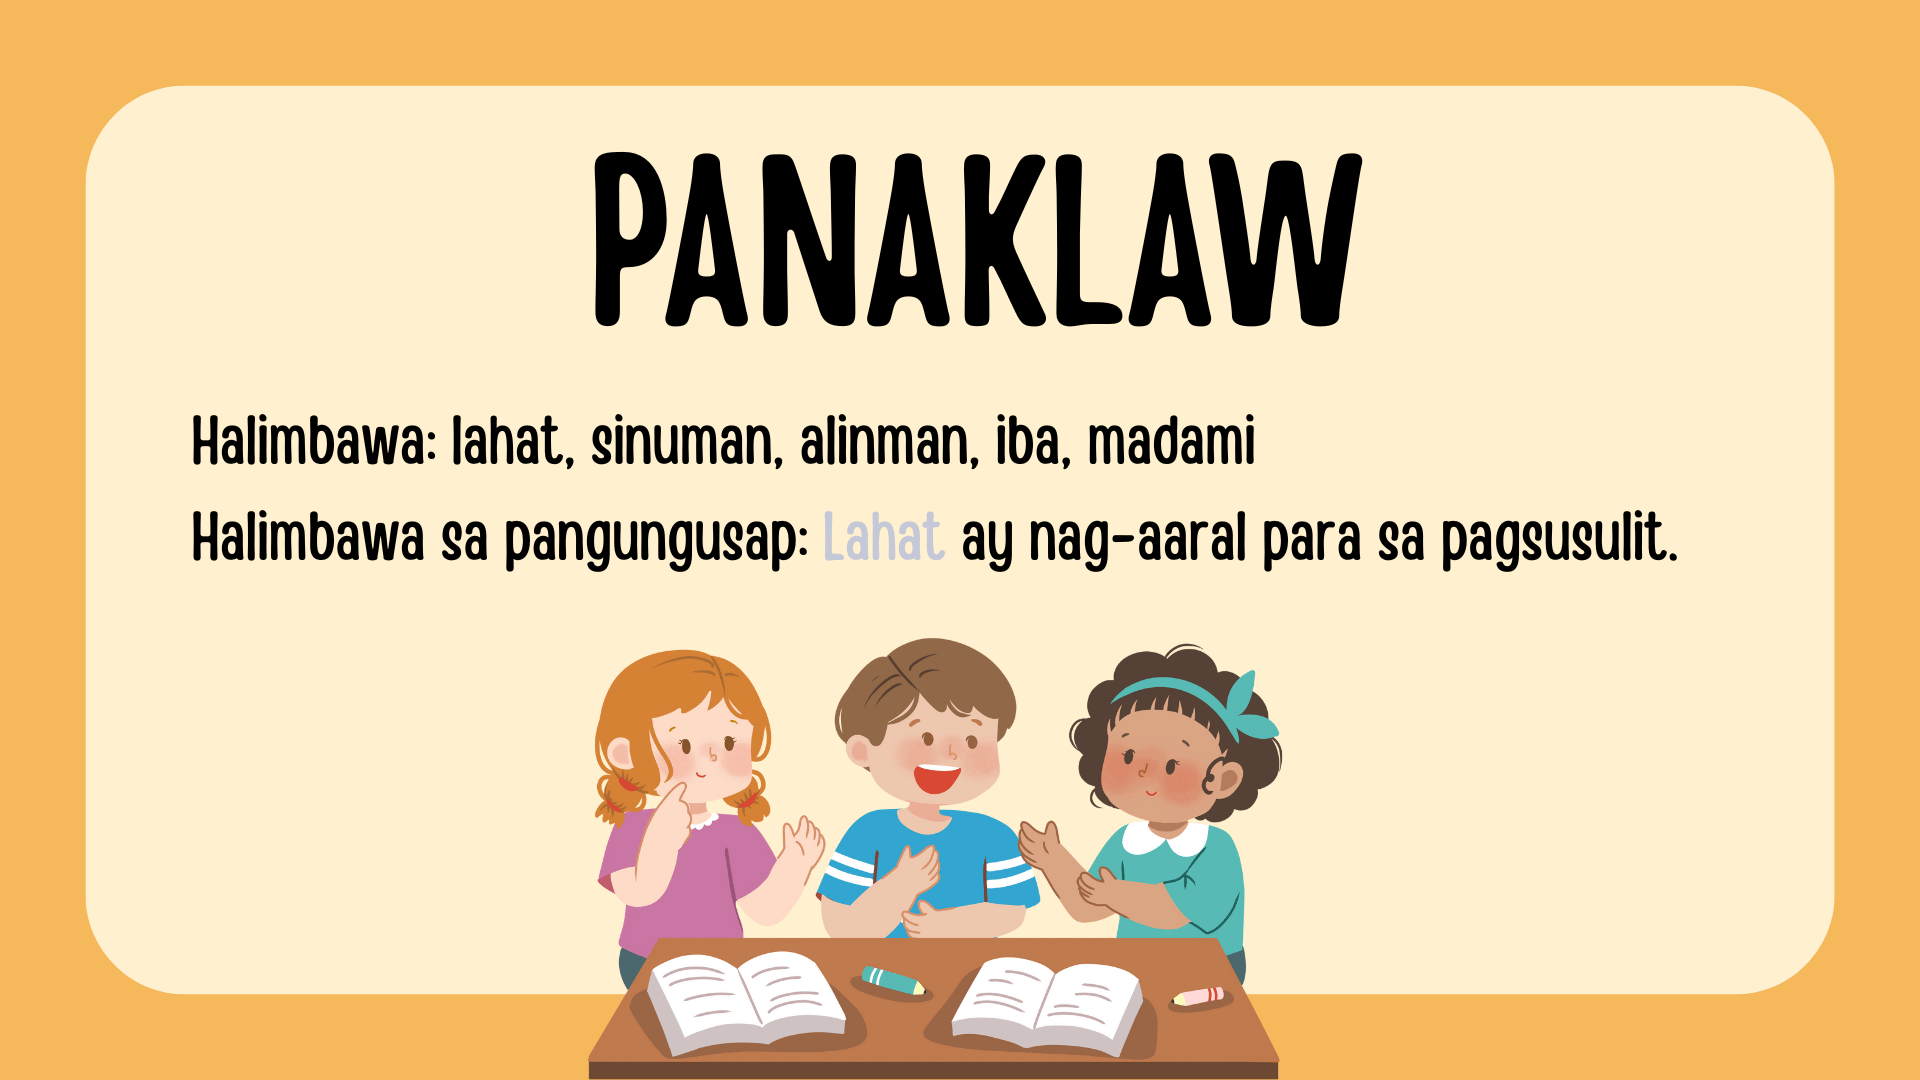 PANAKLAW
Halimbawa: lahat, sinuman, alinman, iba, madami
Halimbawa sa pangungusap: Lahat ay nag-aaral para sa pagsusulit.